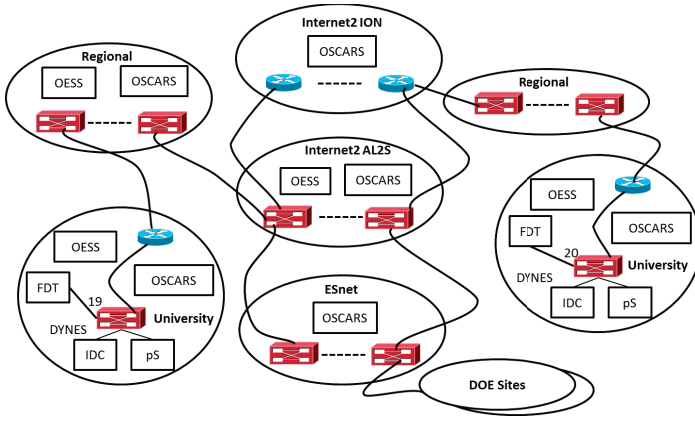 Internet2 ION
OSCARS
Regional
OESS
OSCARS
Regional
Internet2 AL2S
OESS
OSCARS
OESS
OSCARS
FDT
19
DYNES
University
IDC
pS
ESnet
OSCARS
DOE Sites
OESS
OSCARS
FDT
20
DYNES
University
IDC
pS